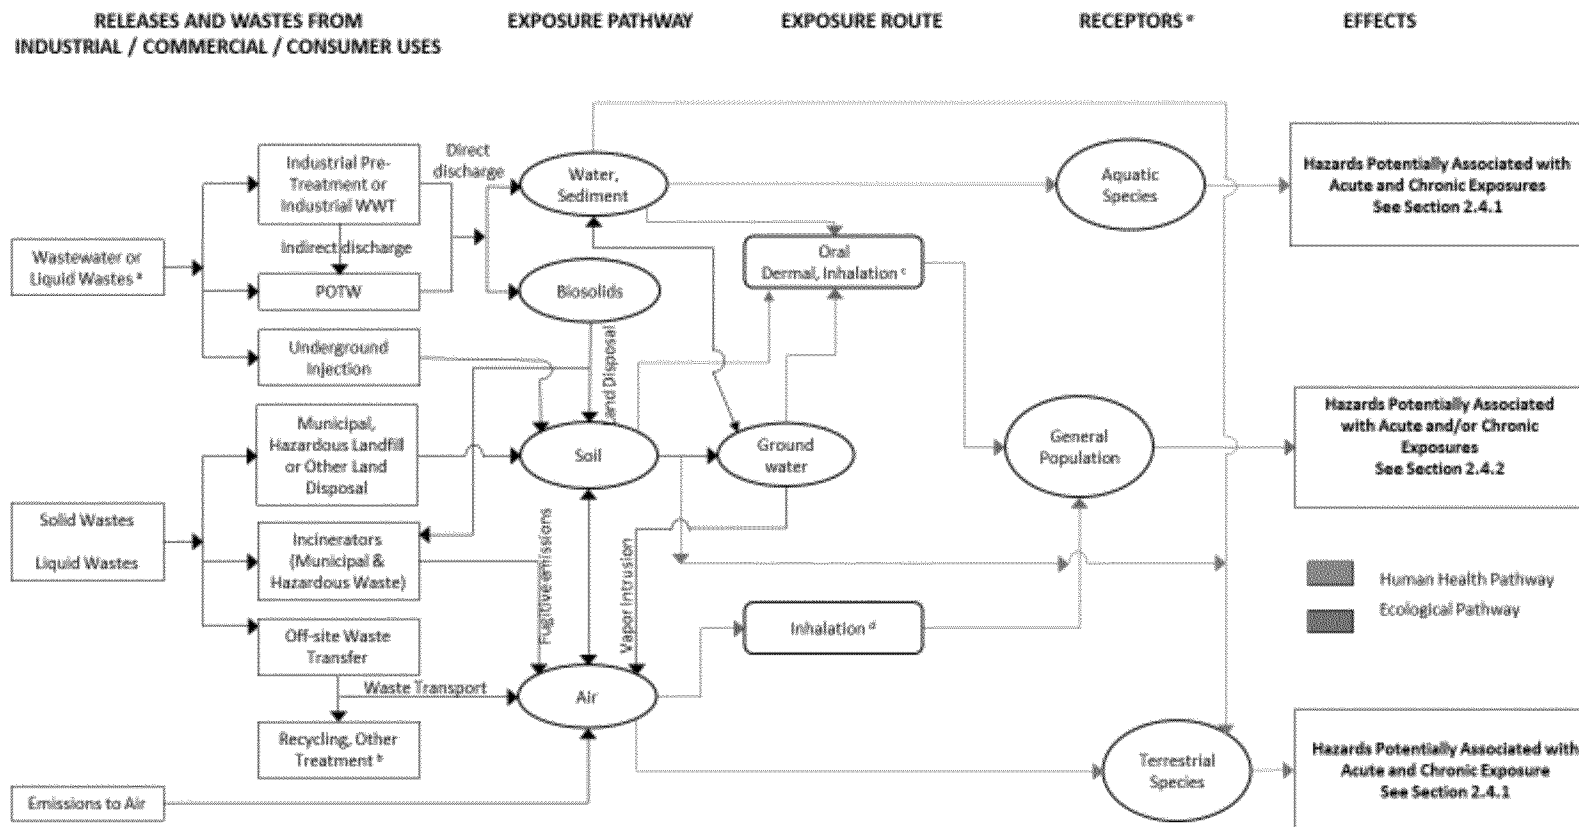 RELEASES AND WASTES FROM
INDUSTRIAL / COMMERCIAL / CONSUMER USES
EXPOSURE PATHWAY
EXPOSURE ROUTE
RECEPTORS e
EFFECTS
Wastewater or
Liquid Wastes a
Industrial Pre-
Treatment or
Industrial WWT
Indirect discharge
POTW
Underground
Injection
Direct
discharge
Water,
Sediment
Biosolids
Land Disposal
Oral
Dermal, Inhalation c
Aquatic
Species
Hazards Potentially Associated with
Acute and Chronic Exposures
See Section 2.4.1
Solid Wastes
Liquid Wastes
Municipal,
Hazardous Landfill
or Other Land
Disposal
Incinerators
(Municipal &
Hazardous Waste)
Off-site Waste
Transfer
Waste Transport
Recycling, Other
Treatment b
Emissions to Air
Soil
Ground
water
Fugitive emissions
Vapor Intrusion
Air
Inhalation d
General
Population
Hazards Potentially Associated
with Acute and/or Chronic
Exposures
See Section 2.4.2
Human Health Pathway
Ecological Pathway
Terrestrial
Species
Hazards Potentially Associated with
Acute and Chronic Exposure
See Section 2.4.1